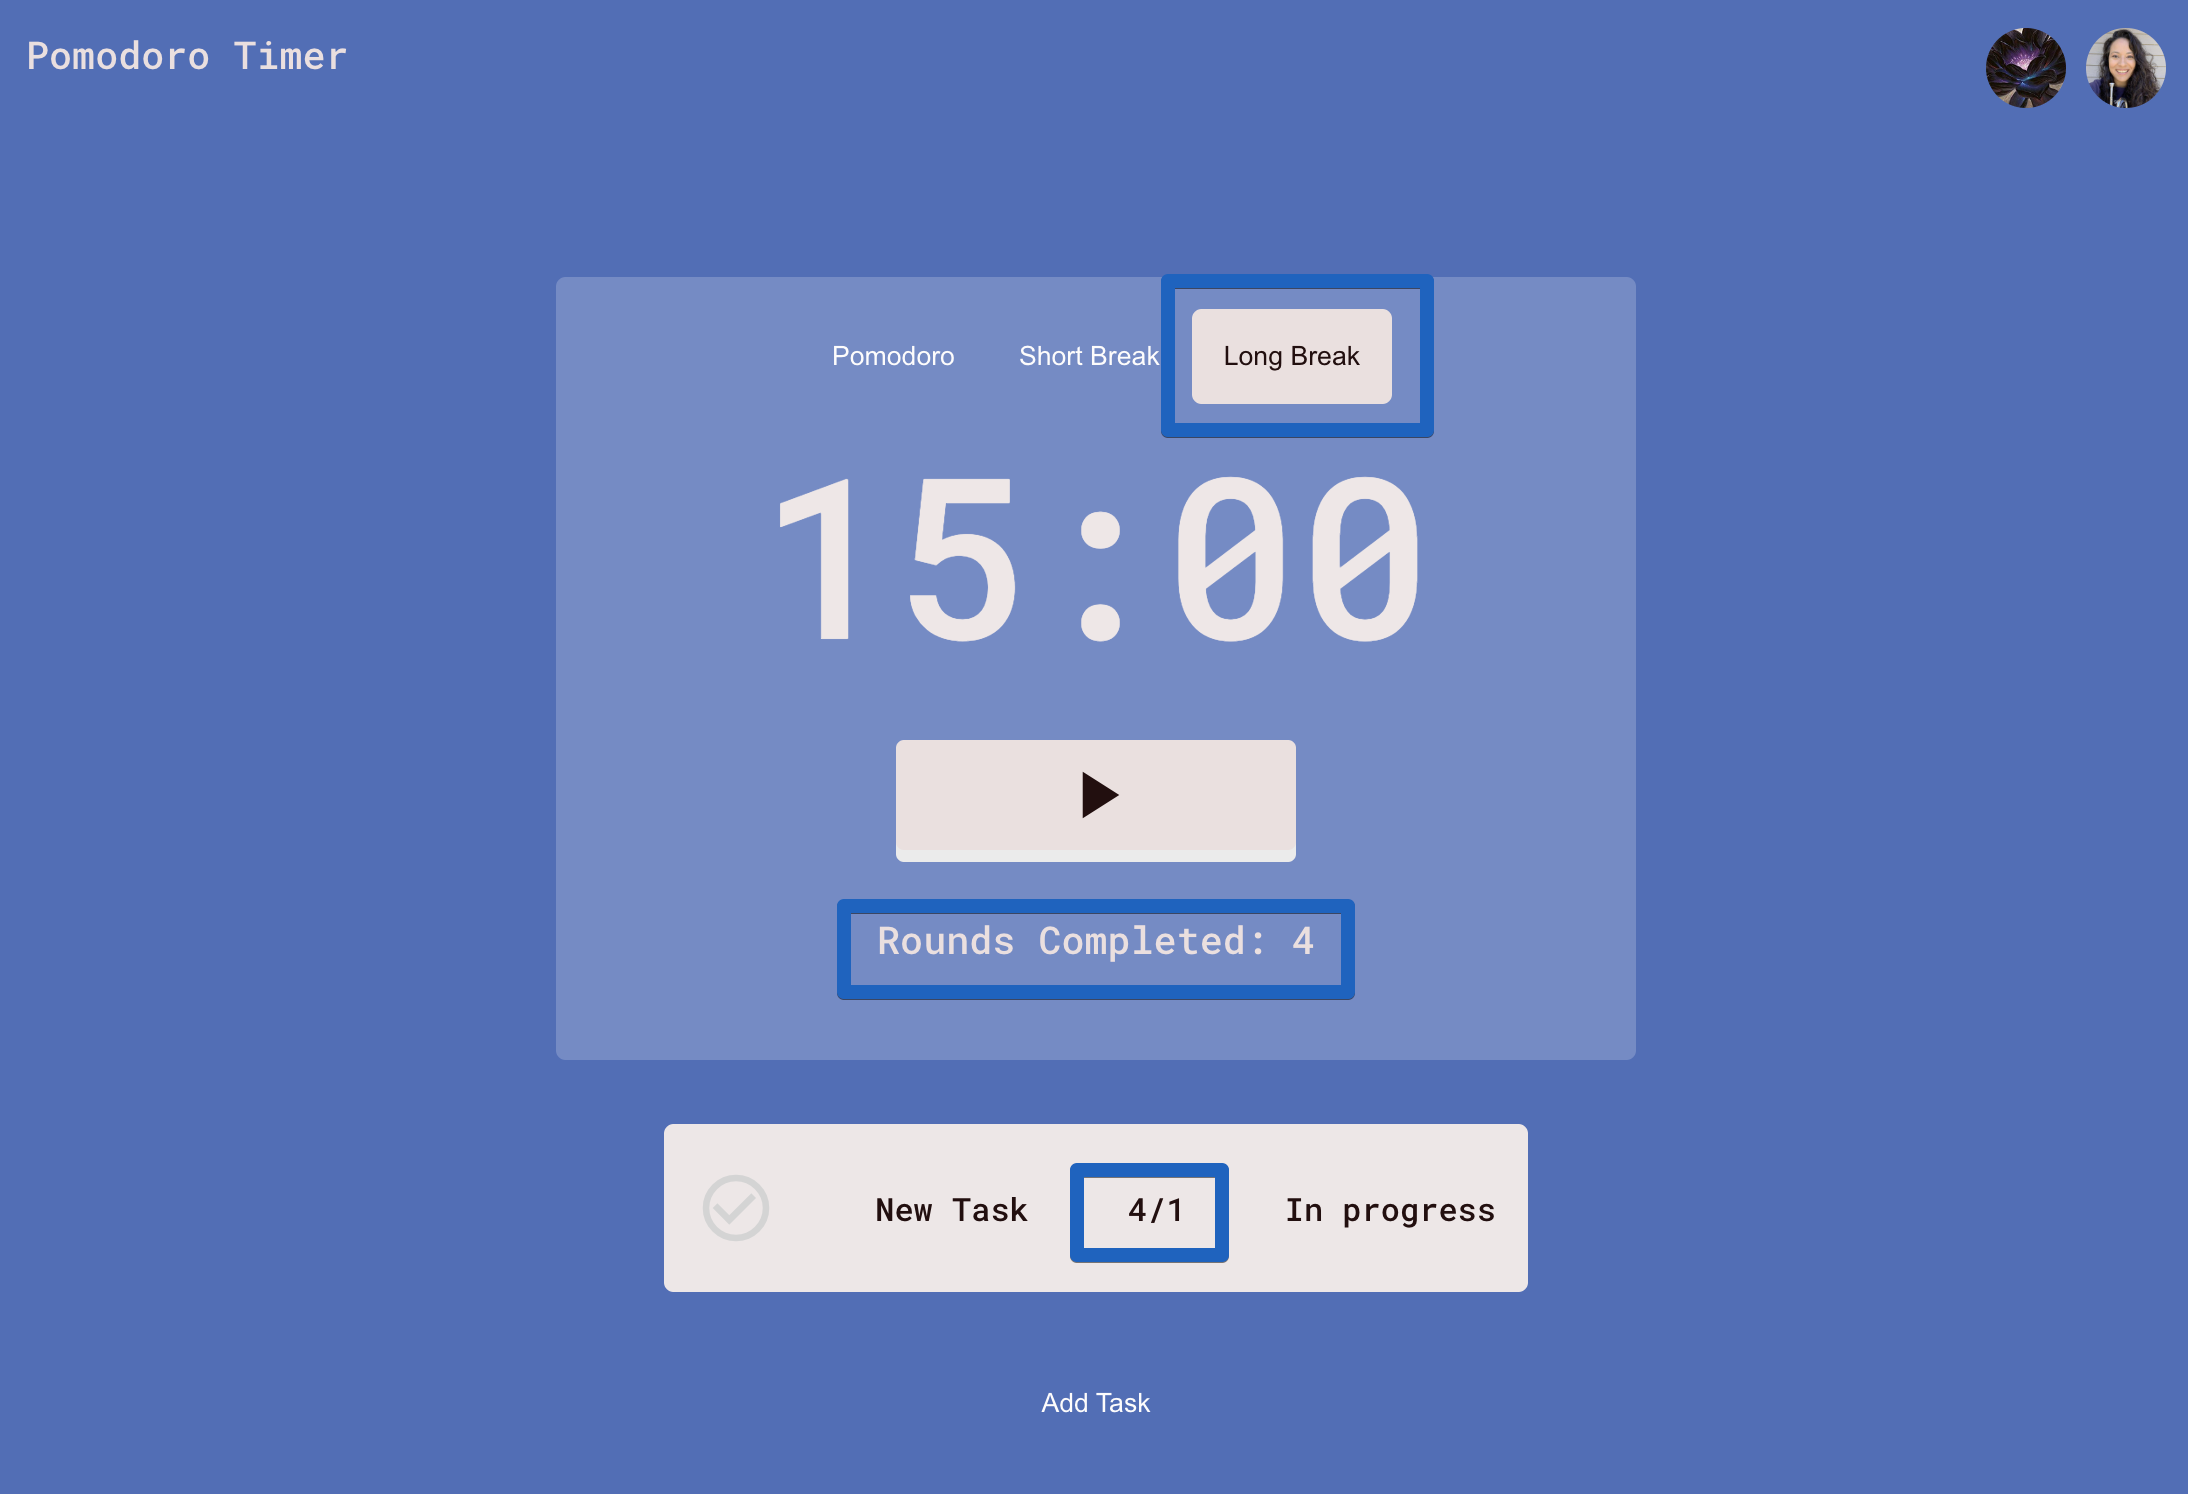 Pomodoro Timer
Pomodoro Short Break Long Break
15:00
Rounds Completed: 4
New Task 4/1 In progress
Add Task